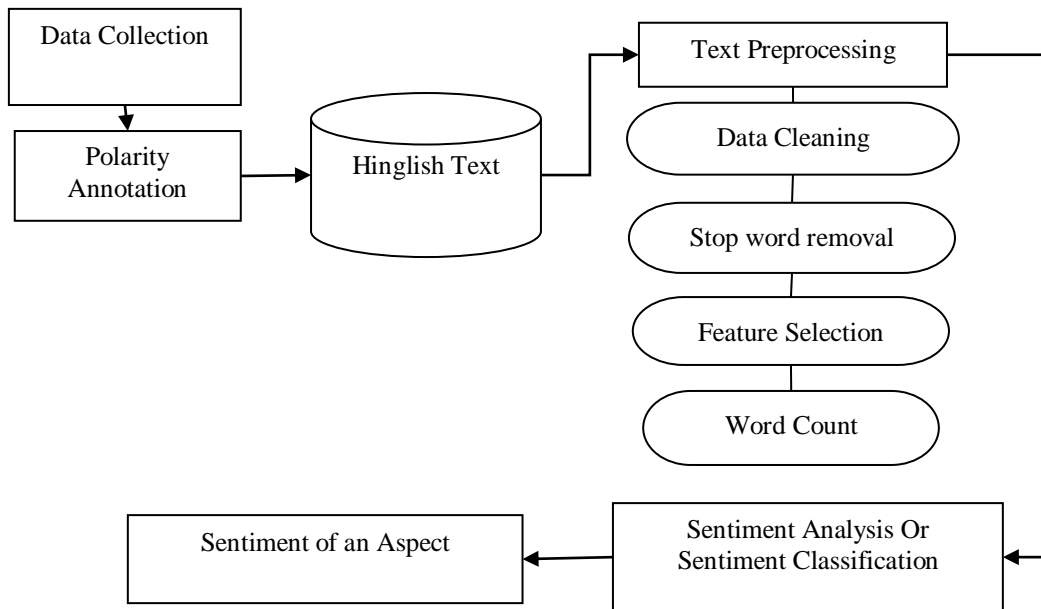 Data Collection
Polarity
Annotation
Hinglish Text
Text Preprocessing
Data Cleaning
Stop word removal
Feature Selection
Word Count
Sentiment Analysis Or
Sentiment Classification
Sentiment of an Aspect